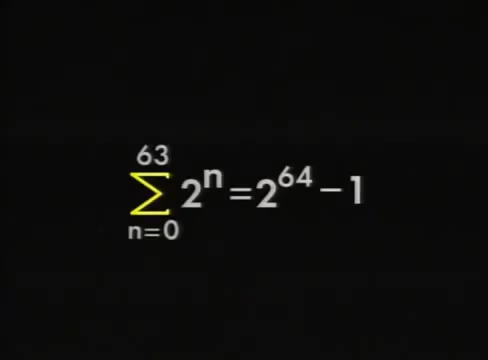 63
∑ 2ⁿ = 2⁶⁴ − 1
n=0